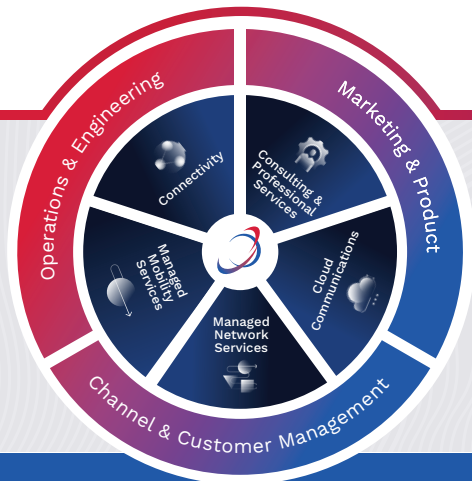 Operations & Engineering
Marketing & Product
Channel & Customer Management
Connectivity
Consulting &
Professional
Services
Cloud
Communications
Managed
Network
Services
Managed
Mobility
Services